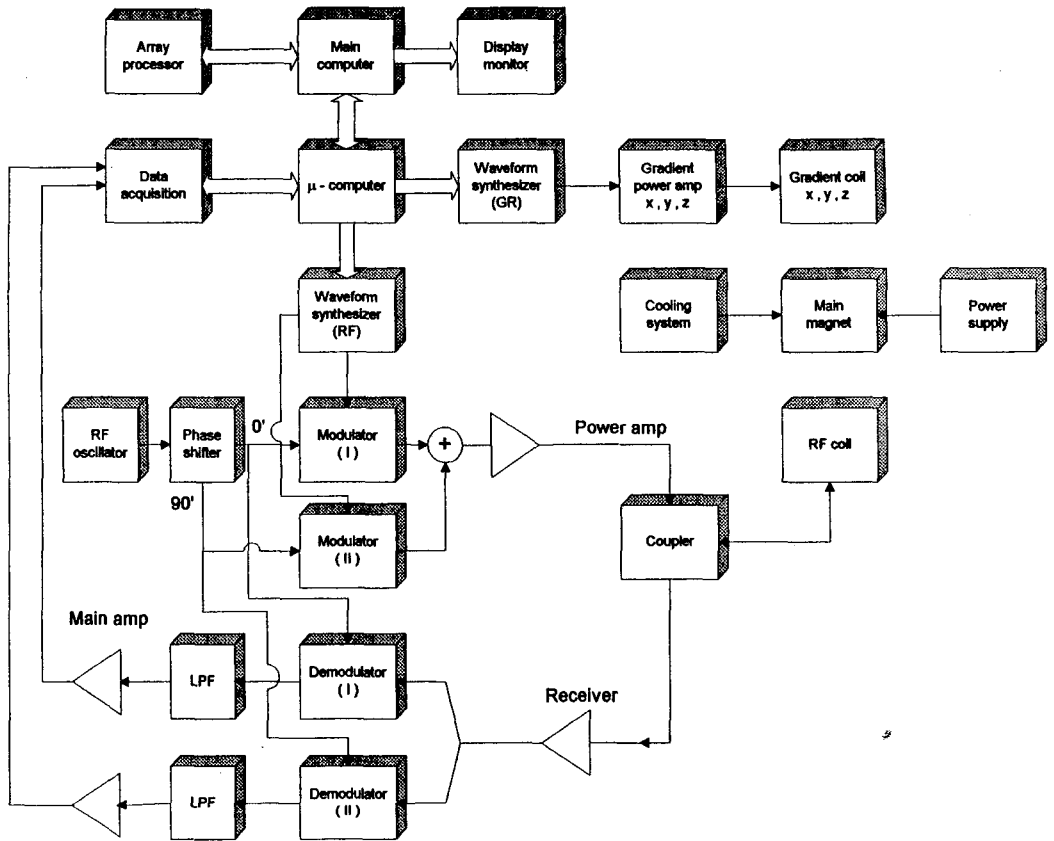 Array
processor
Main
computer
Display
monitor
Data
acquisition
μ - computer
Waveform
synthesizer
(GR)
Gradient
power amp
x , y , z
Gradient coil
x , y , z
Waveform
synthesizer
(RF)
Cooling
system
Main
magnet
Power
supply
RF
oscillator
Phase
shifter
0'
90'
Modulator
( I )
+
Power amp
RF coil
Modulator
( II )
Coupler
Main amp
LPF
Demodulator
( I )
Receiver
LPF
Demodulator
( II )